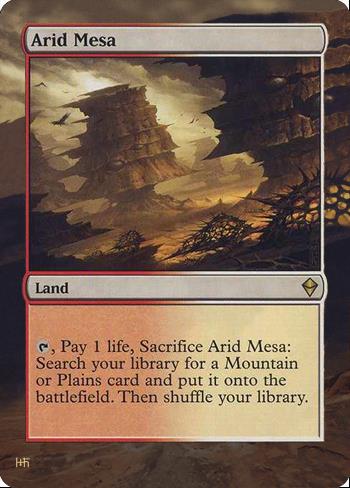 Arid Mesa
Land
, Pay 1 life, Sacrifice Arid Mesa:
Search your library for a Mountain
or Plains card and put it onto the
battlefield. Then shuffle your library.